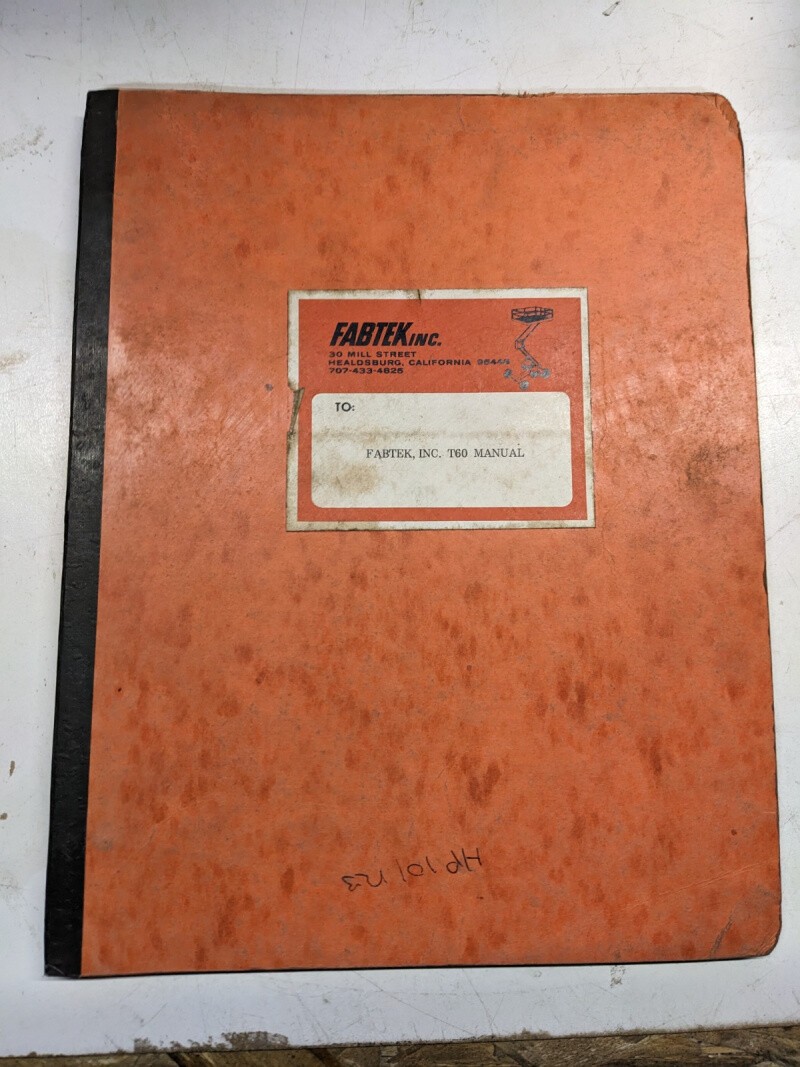 FABTEK INC.
30 MILL STREET
HEALDSBURG, CALIFORNIA 95448
707-433-4825
TO:
FABTEK, INC. T60 MANUAL